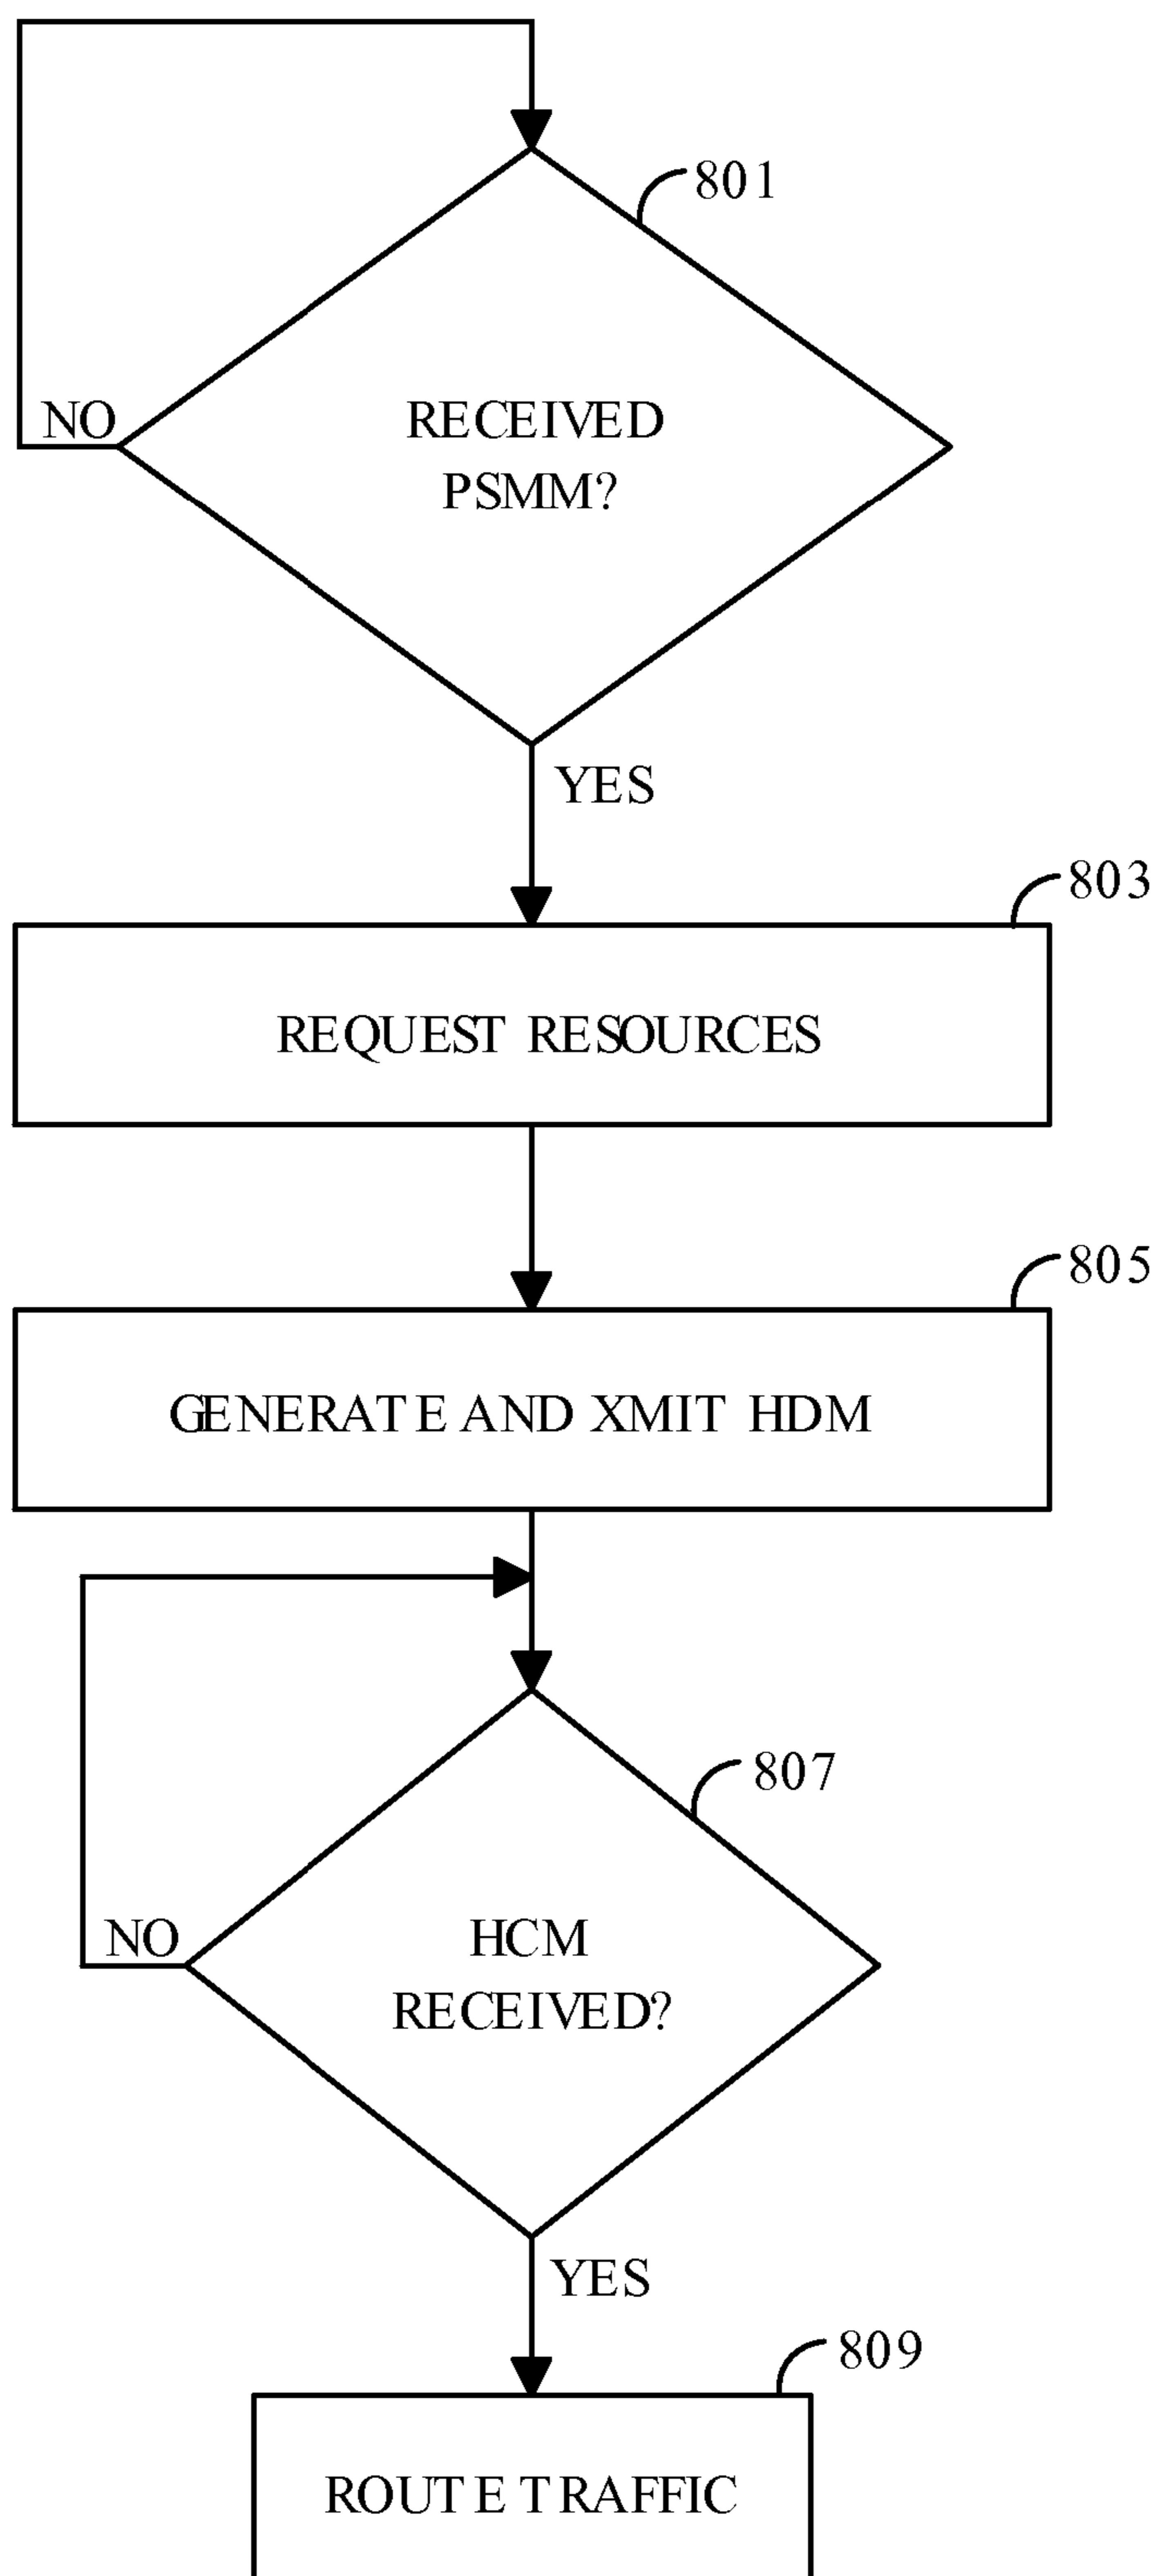 801
NO
RECEIVED
PSMM?
YES
803
REQUEST RESOURCES
805
GENERATE AND XMIT HDM
807
NO
HCM
RECEIVED?
YES
809
ROUTE TRAFFIC